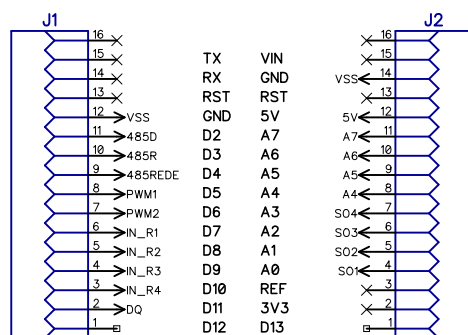 J1 J2
16 16
15 TX VIN 15
14 RX GND VSS 14
13 RST RST 13
12 VSS GND 5V 5V 12
11 485D D2 A7 A7 11
10 485R D3 A6 A6 10
9 485REDE D4 A5 A5 9
8 PWM1 D5 A4 A4 8
7 PWM2 D6 A3 SO4 7
6 IN_R1 D7 A2 SO3 6
5 IN_R2 D8 A1 SO2 5
4 IN_R3 D9 A0 SO1 4
3 IN_R4 D10 REF 3
2 DQ D11 3V3 2
1 D12 D13 1